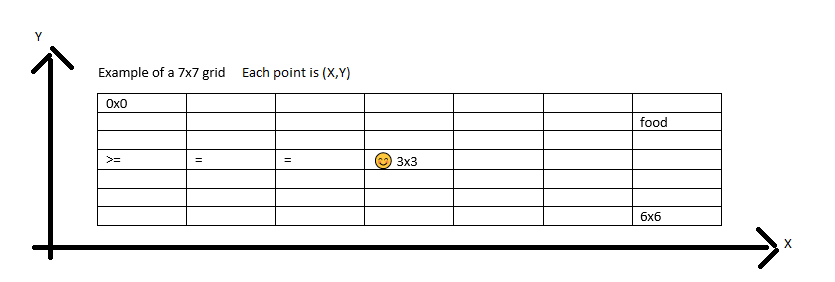 Y
Example of a 7x7 grid Each point is (X,Y)
0x0
food
>= = = 3x3
6x6
X